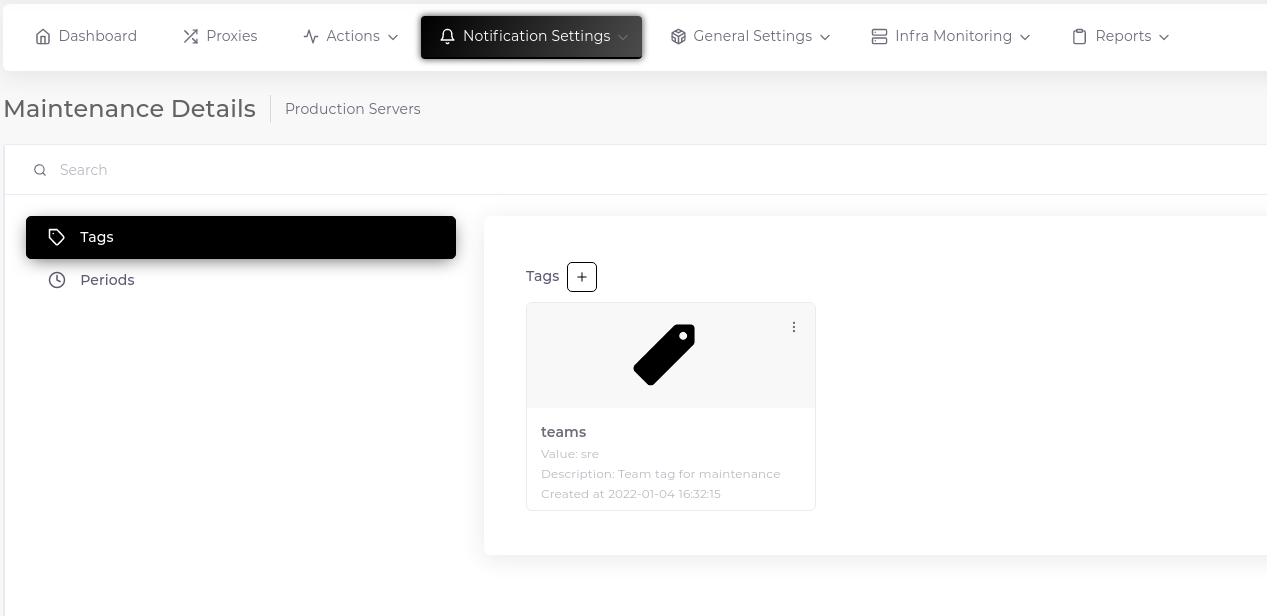 Dashboard Proxies Actions Notification Settings General Settings Infra Monitoring Reports
Maintenance Details Production Servers
Search
Tags
Periods
Tags
teams
Value: sre
Description: Team tag for maintenance
Created at 2022-01-04 16:32:15